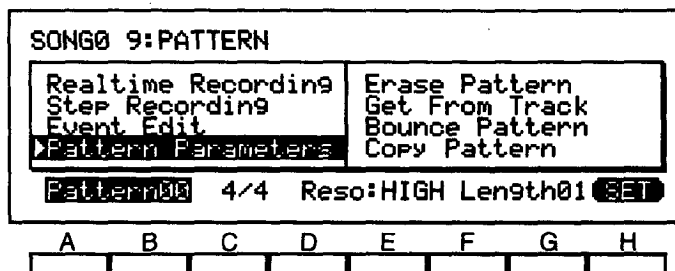 SONG0 9:PATTERN
Realtime Recording
Step Recording
Event Edit
Pattern Parameters
Erase Pattern
Get From Track
Bounce Pattern
Copy Pattern
Pattern00 4/4 Reso:HIGH Length01 SET
A B C D E F G H